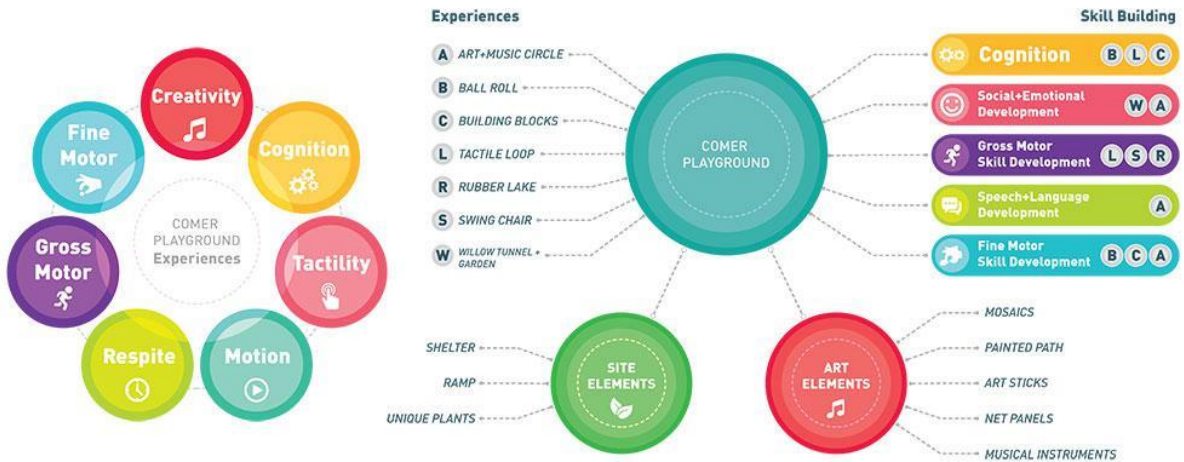 Creativity
Cognition
Tactility
Motion
Respite
Gross
Motor
Fine
Motor
COMER
PLAYGROUND
Experiences
Experiences
A ART+MUSIC CIRCLE
B BALL ROLL
C BUILDING BLOCKS
L TACTILE LOOP
R RUBBER LAKE
S SWING CHAIR
W WILLOW TUNNEL +
GARDEN
COMER
PLAYGROUND
Skill Building
Cognition B L C
Social+Emotional
Development W A
Gross Motor
Skill Development L S R
Speech+Language
Development A
Fine Motor
Skill Development B C A
SHELTER
RAMP
UNIQUE PLANTS
SITE
ELEMENTS
ART
ELEMENTS
MOSAICS
PAINTED PATH
ART STICKS
NET PANELS
MUSICAL INSTRUMENTS